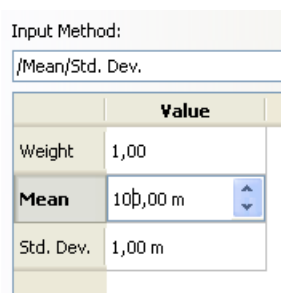 Input Method:
/Mean/Std. Dev.
Value
Weight 1,00
Mean 100,00 m
Std. Dev. 1,00 m